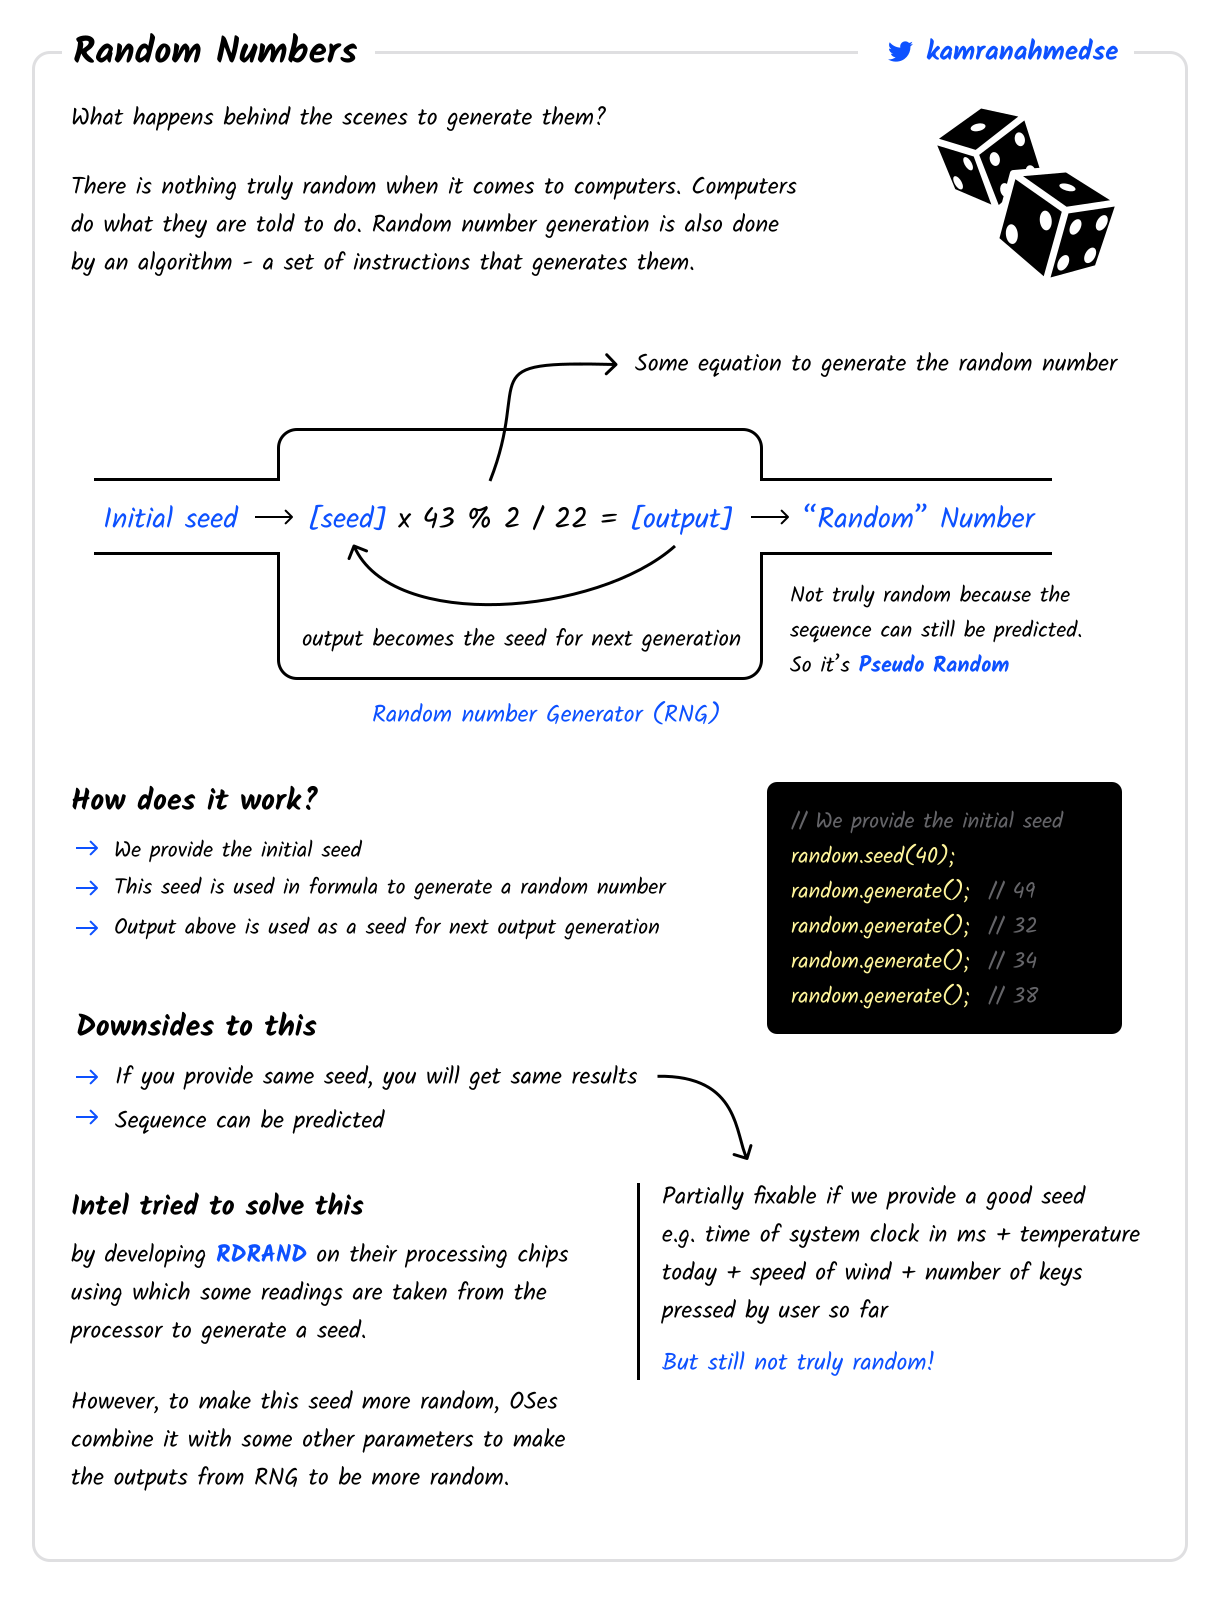 Random Numbers
kamranahmedse
What happens behind the scenes to generate them?
There is nothing truly random when it comes to computers. Computers
do what they are told to do. Random number generation is also done
by an algorithm - a set of instructions that generates them.
Some equation to generate the random number
Initial seed → [seed] x 43 % 2 / 22 = [output] → “Random” Number
output becomes the seed for next generation
Not truly random because the
sequence can still be predicted.
So it’s Pseudo Random
Random number Generator (RNG)
How does it work?
→ We provide the initial seed
→ This seed is used in formula to generate a random number
→ Output above is used as a seed for next output generation
// We provide the initial seed
random.seed(40);
random.generate(); // 49
random.generate(); // 32
random.generate(); // 34
random.generate(); // 38
Downsides to this
→ If you provide same seed, you will get same results
→ Sequence can be predicted
Partially fixable if we provide a good seed
e.g. time of system clock in ms + temperature
today + speed of wind + number of keys
pressed by user so far
But still not truly random!
Intel tried to solve this
by developing RDRAND on their processing chips
using which some readings are taken from the
processor to generate a seed.
However, to make this seed more random, OSes
combine it with some other parameters to make
the outputs from RNG to be more random.